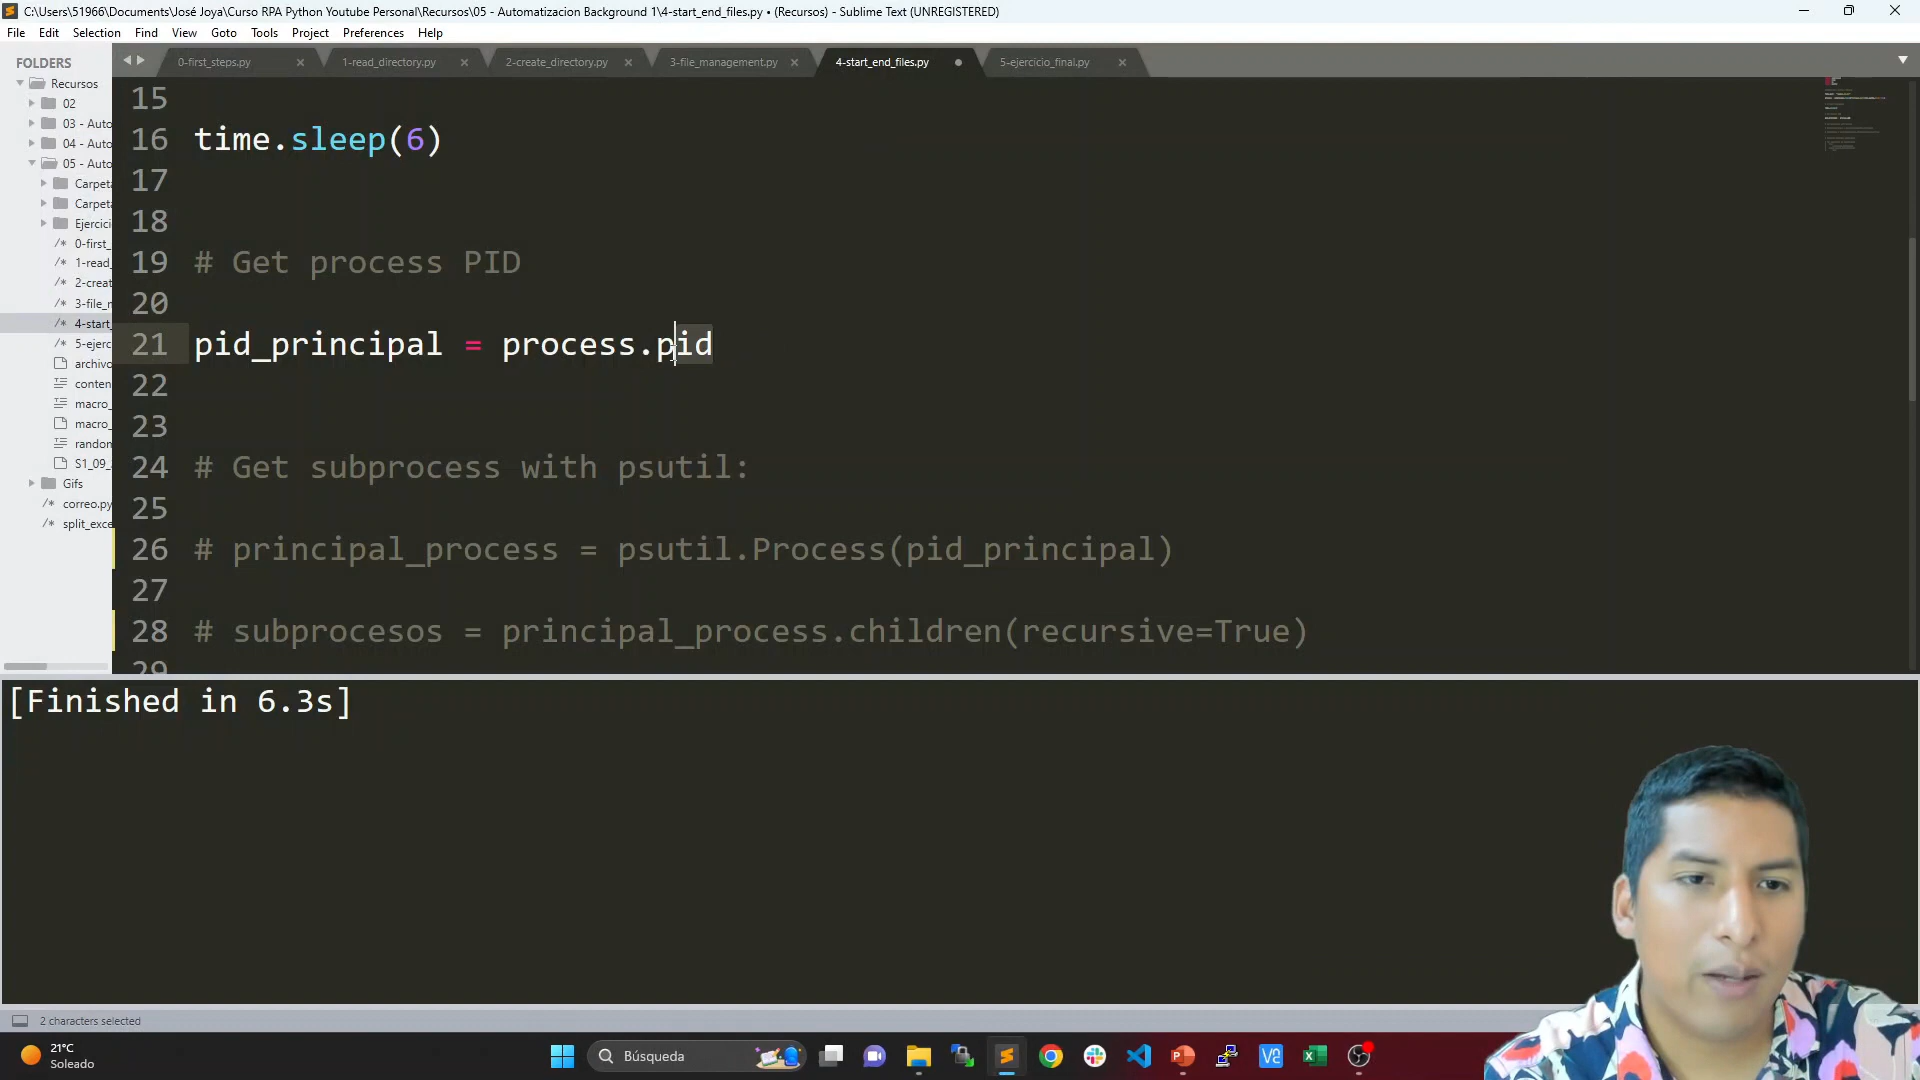 C:\Users\51966\Documents\José Joya\Curso RPA Python Youtube Personal\Recursos\05 - Automatizacion Background 1\4-start_end_files.py • (Recursos) - Sublime Text (UNREGISTERED)
File Edit Selection Find View Goto Tools Project Preferences Help
FOLDERS
Recursos
02
03 - Auto
04 - Auto
05 - Auto
Carpeta
Carpeta
Ejercici
/* 0-first_
/* 1-read_
/* 2-creat
/* 3-file_r
/* 4-start_
/* 5-ejerc
archivo
conten
macro_
macro_
randon
S1_09_
Gifs
/* correo.py
/* split_exce
0-first_steps.py 1-read_directory.py 2-create_directory.py 3-file_management.py 4-start_end_files.py 5-ejercicio_final.py
15
16 time.sleep(6)
17
18
19 # Get process PID
20
21 pid_principal = process.pid
22
23
24 # Get subprocess with psutil:
25
26 # principal_process = psutil.Process(pid_principal)
27
28 # subprocesos = principal_process.children(recursive=True)
29
[Finished in 6.3s]
2 characters selected
21°C
Soleado
Búsqueda